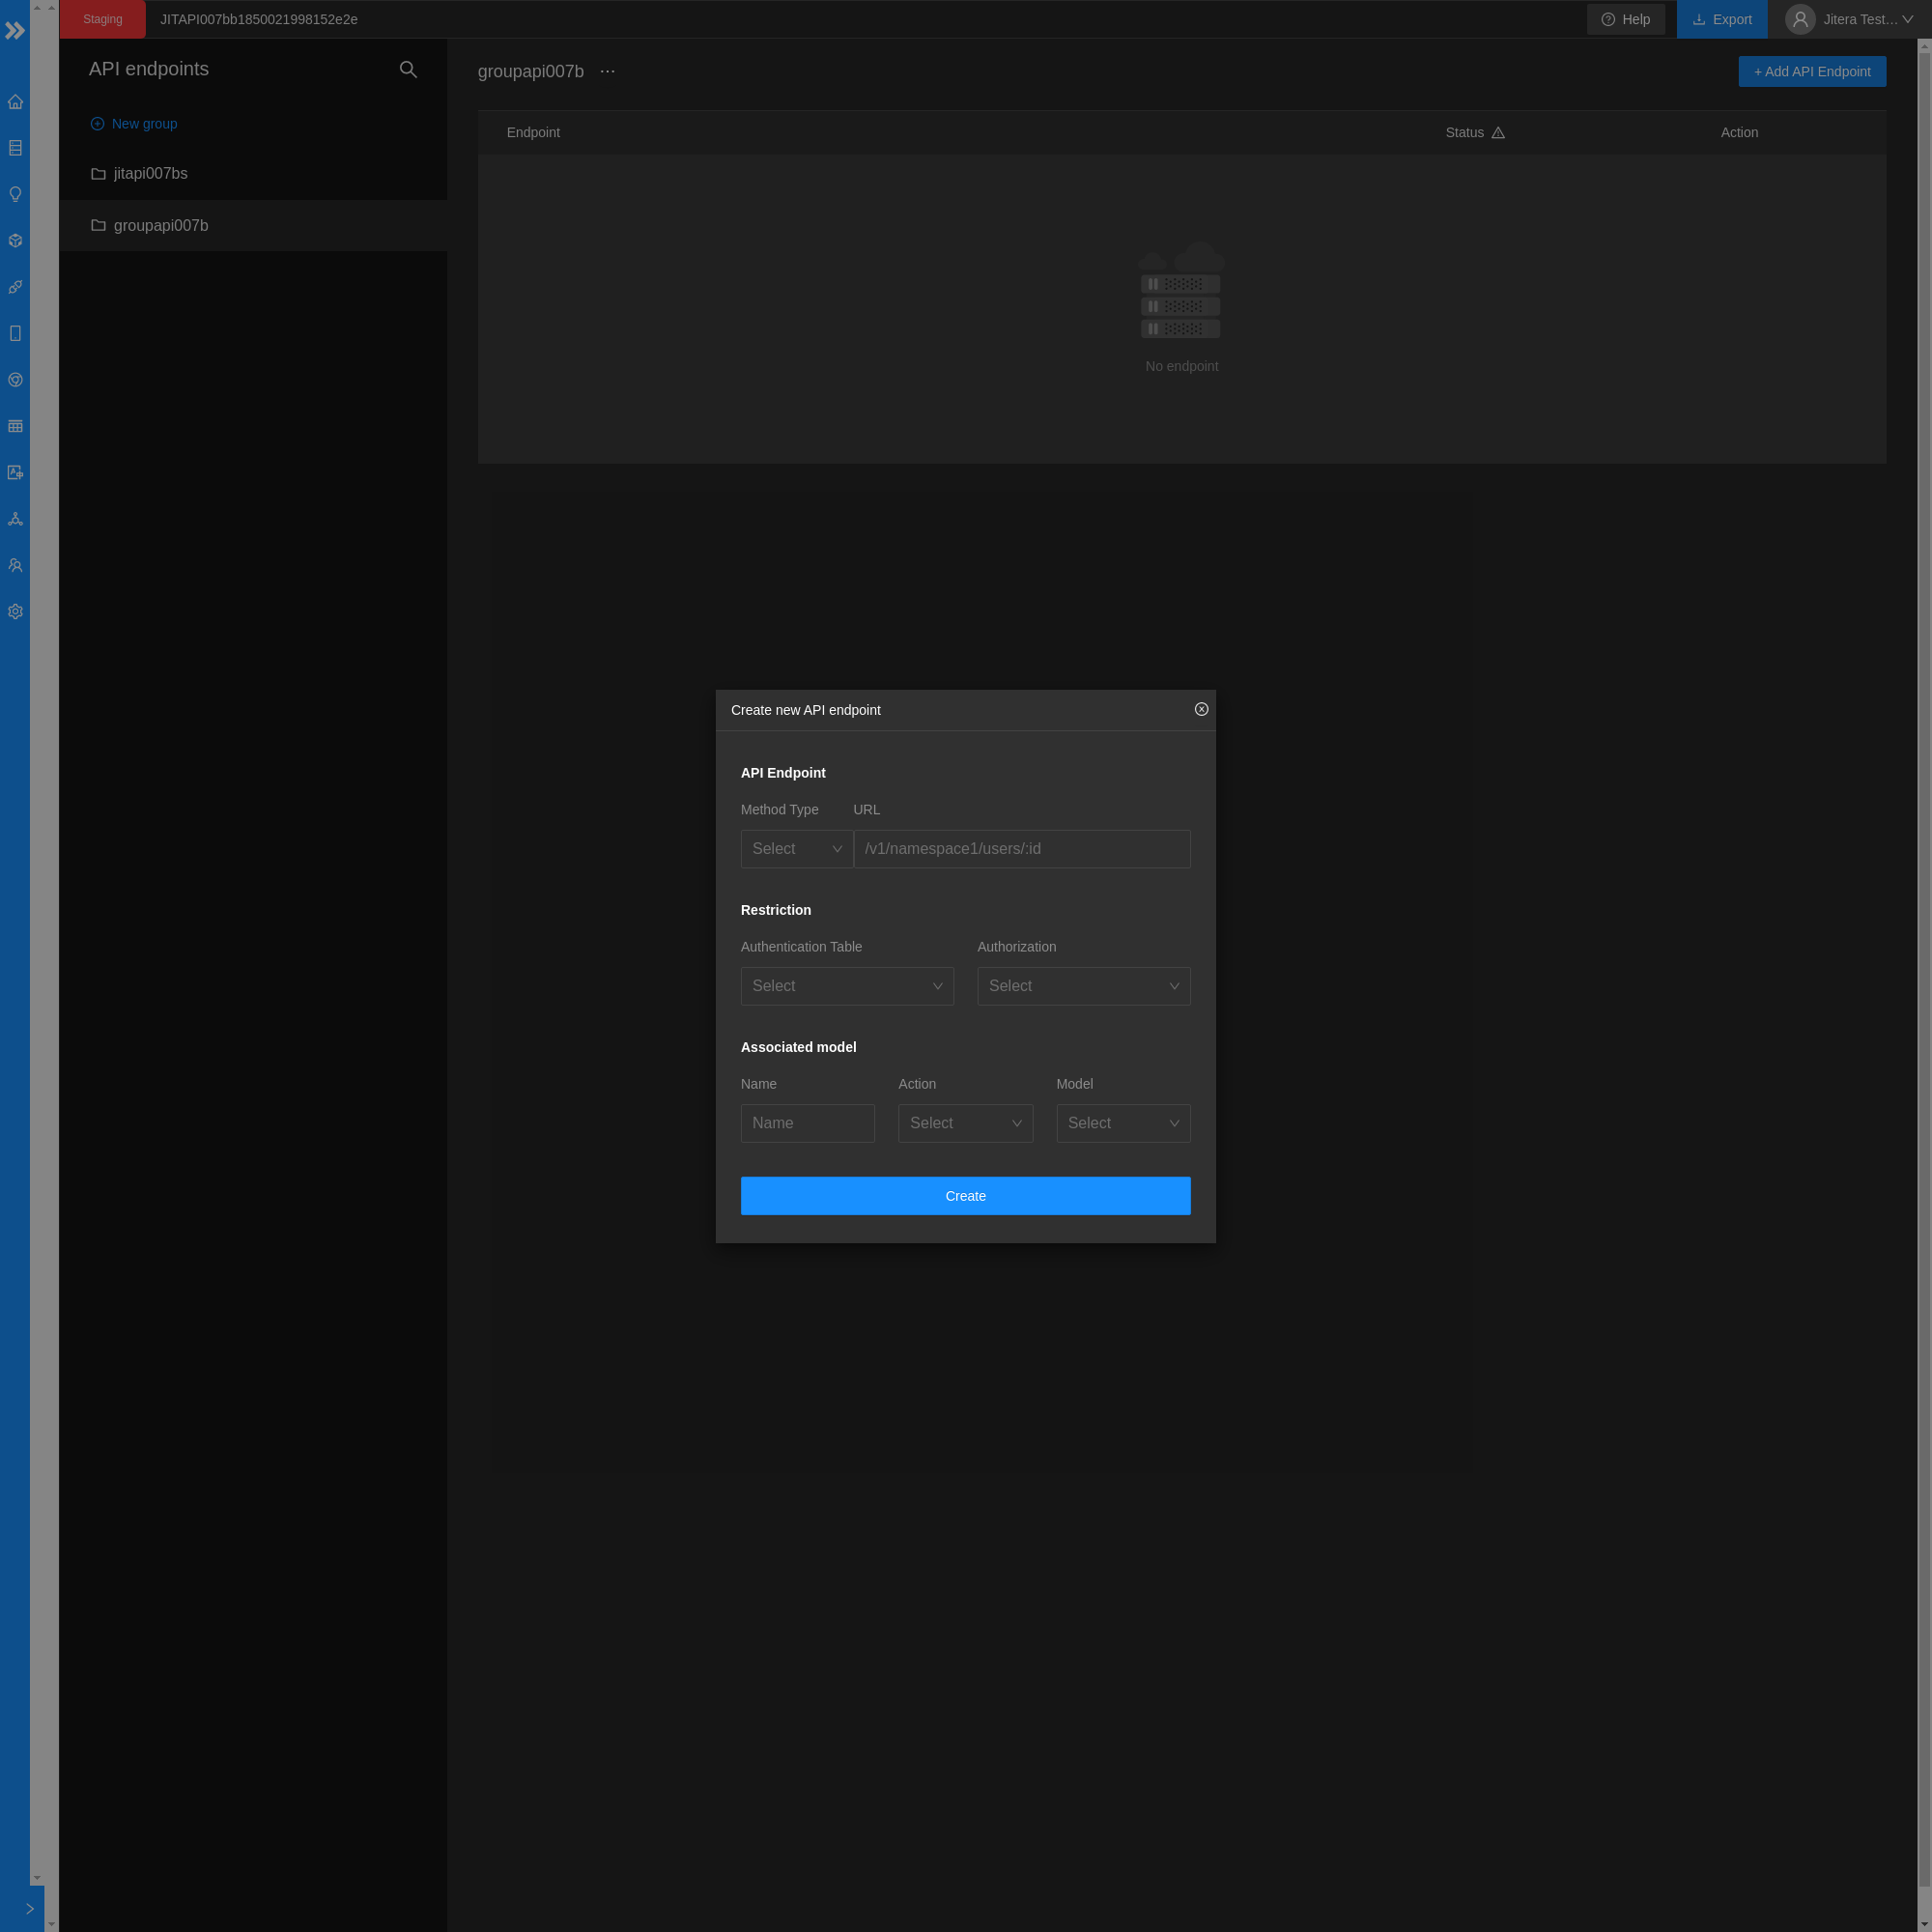 Staging
JITAPI007bb1850021998152e2e
Help
Export
Jitera Test...
API endpoints
New group
jitapi007bs
groupapi007b
groupapi007b ...
+ Add API Endpoint
Endpoint
Status
Action
No endpoint
Create new API endpoint
API Endpoint
Method Type
URL
Select
/v1/namespace1/users/:id
Restriction
Authentication Table
Authorization
Select
Select
Associated model
Name
Action
Model
Name
Select
Select
Create